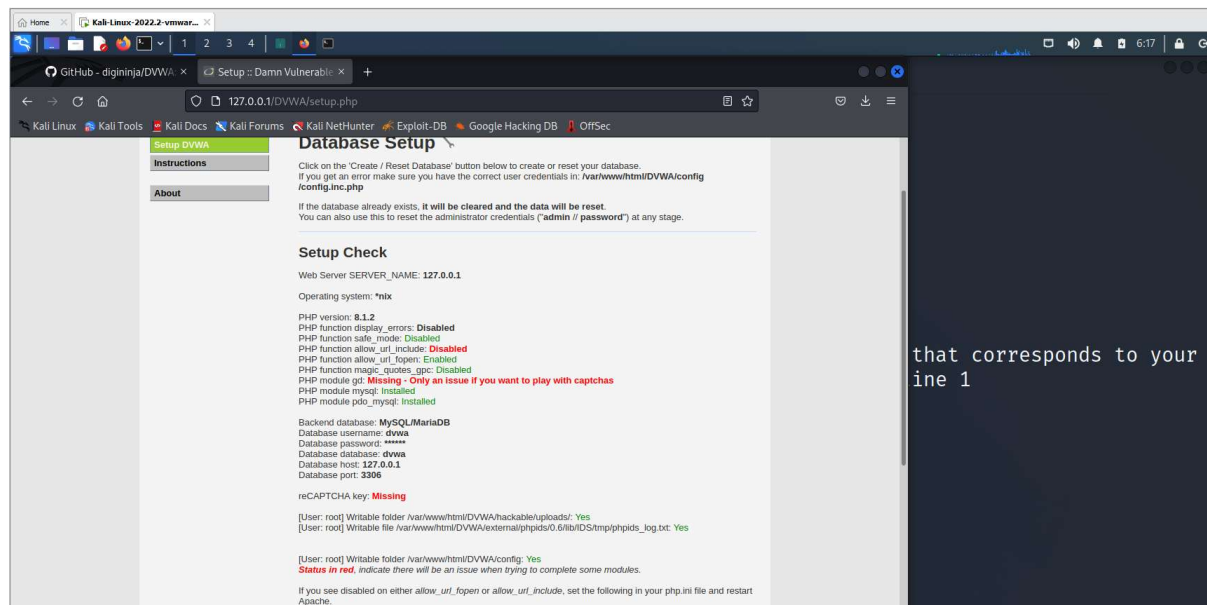 Home
Kali-Linux-2022.2-vmwar...
1 2 3 4
6:17
GitHub - digininja/DVWA:
Setup :: Damn Vulnerable
127.0.0.1/DVWA/setup.php
Kali Linux Kali Tools Kali Docs Kali Forums Kali NetHunter Exploit-DB Google Hacking DB OffSec
Setup DVWA
Instructions
About
Database Setup
Click on the 'Create / Reset Database' button below to create or reset your database.
If you get an error make sure you have the correct user credentials in: /var/www/html/DVWA/config
/config.inc.php
If the database already exists, it will be cleared and the data will be reset.
You can also use this to reset the administrator credentials ("admin // password") at any stage.
Setup Check
Web Server SERVER_NAME: 127.0.0.1
Operating system: *nix
PHP version: 8.1.2
PHP function display_errors: Disabled
PHP function safe_mode: Disabled
PHP function allow_url_include: Disabled
PHP function allow_url_fopen: Enabled
PHP function magic_quotes_gpc: Disabled
PHP module gd: Missing - Only an issue if you want to play with captchas
PHP module mysql: Installed
PHP module pdo_mysql: Installed
Backend database: MySQL/MariaDB
Database username: dvwa
Database password: ******
Database database: dvwa
Database host: 127.0.0.1
Database port: 3306
reCAPTCHA key: Missing
[User: root] Writable folder /var/www/html/DVWA/hackable/uploads/: Yes
[User: root] Writable file /var/www/html/DVWA/external/phpids/0.6/lib/IDS/tmp/phpids_log.txt: Yes
[User: root] Writable folder /var/www/html/DVWA/config: Yes
Status in red, indicate there will be an issue when trying to complete some modules.
If you see disabled on either allow_url_fopen or allow_url_include, set the following in your php.ini file and restart
Apache.
that corresponds to your
ine 1